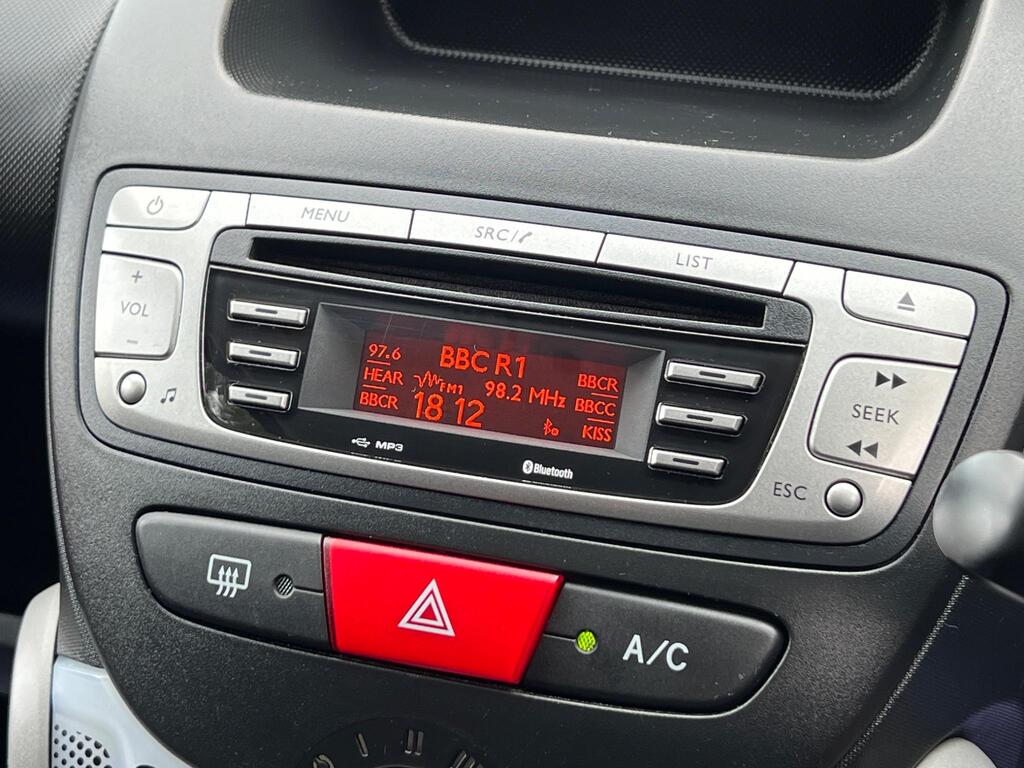 MENU
SRC/
LIST
+
VOL
-
97.6
HEAR
BBCR
BBC R1
FM1 98.2 MHz
18 12
BBCR
BBCC
KISS
MP3
Bluetooth
SEEK
ESC
A/C